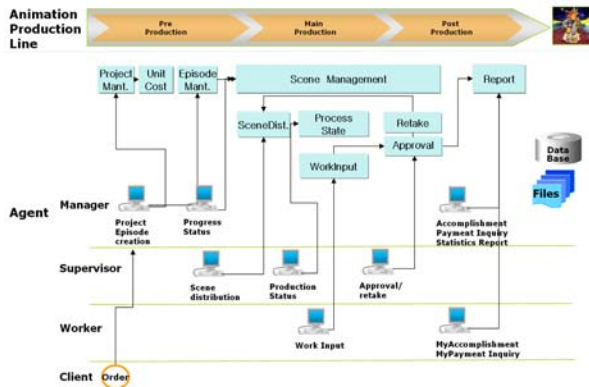 Animation
Production
Line
Pre
Production
Main
Production
Post
Production
Project
Mant.
Unit
Cost
Episode
Mant.
Scene Management
Report
SceneDist.
Process
State
Retake
Approval
WorkInput
Data
Base
Files
Agent
Manager
Project
Episode
creation
Progress
Status
Accomplishment
Payment Inquiry
Statistics Report
Supervisor
Scene
distribution
Production
Status
Approval/
retake
Worker
Work Input
MyAccomplishment
MyPayment Inquiry
Client
Order